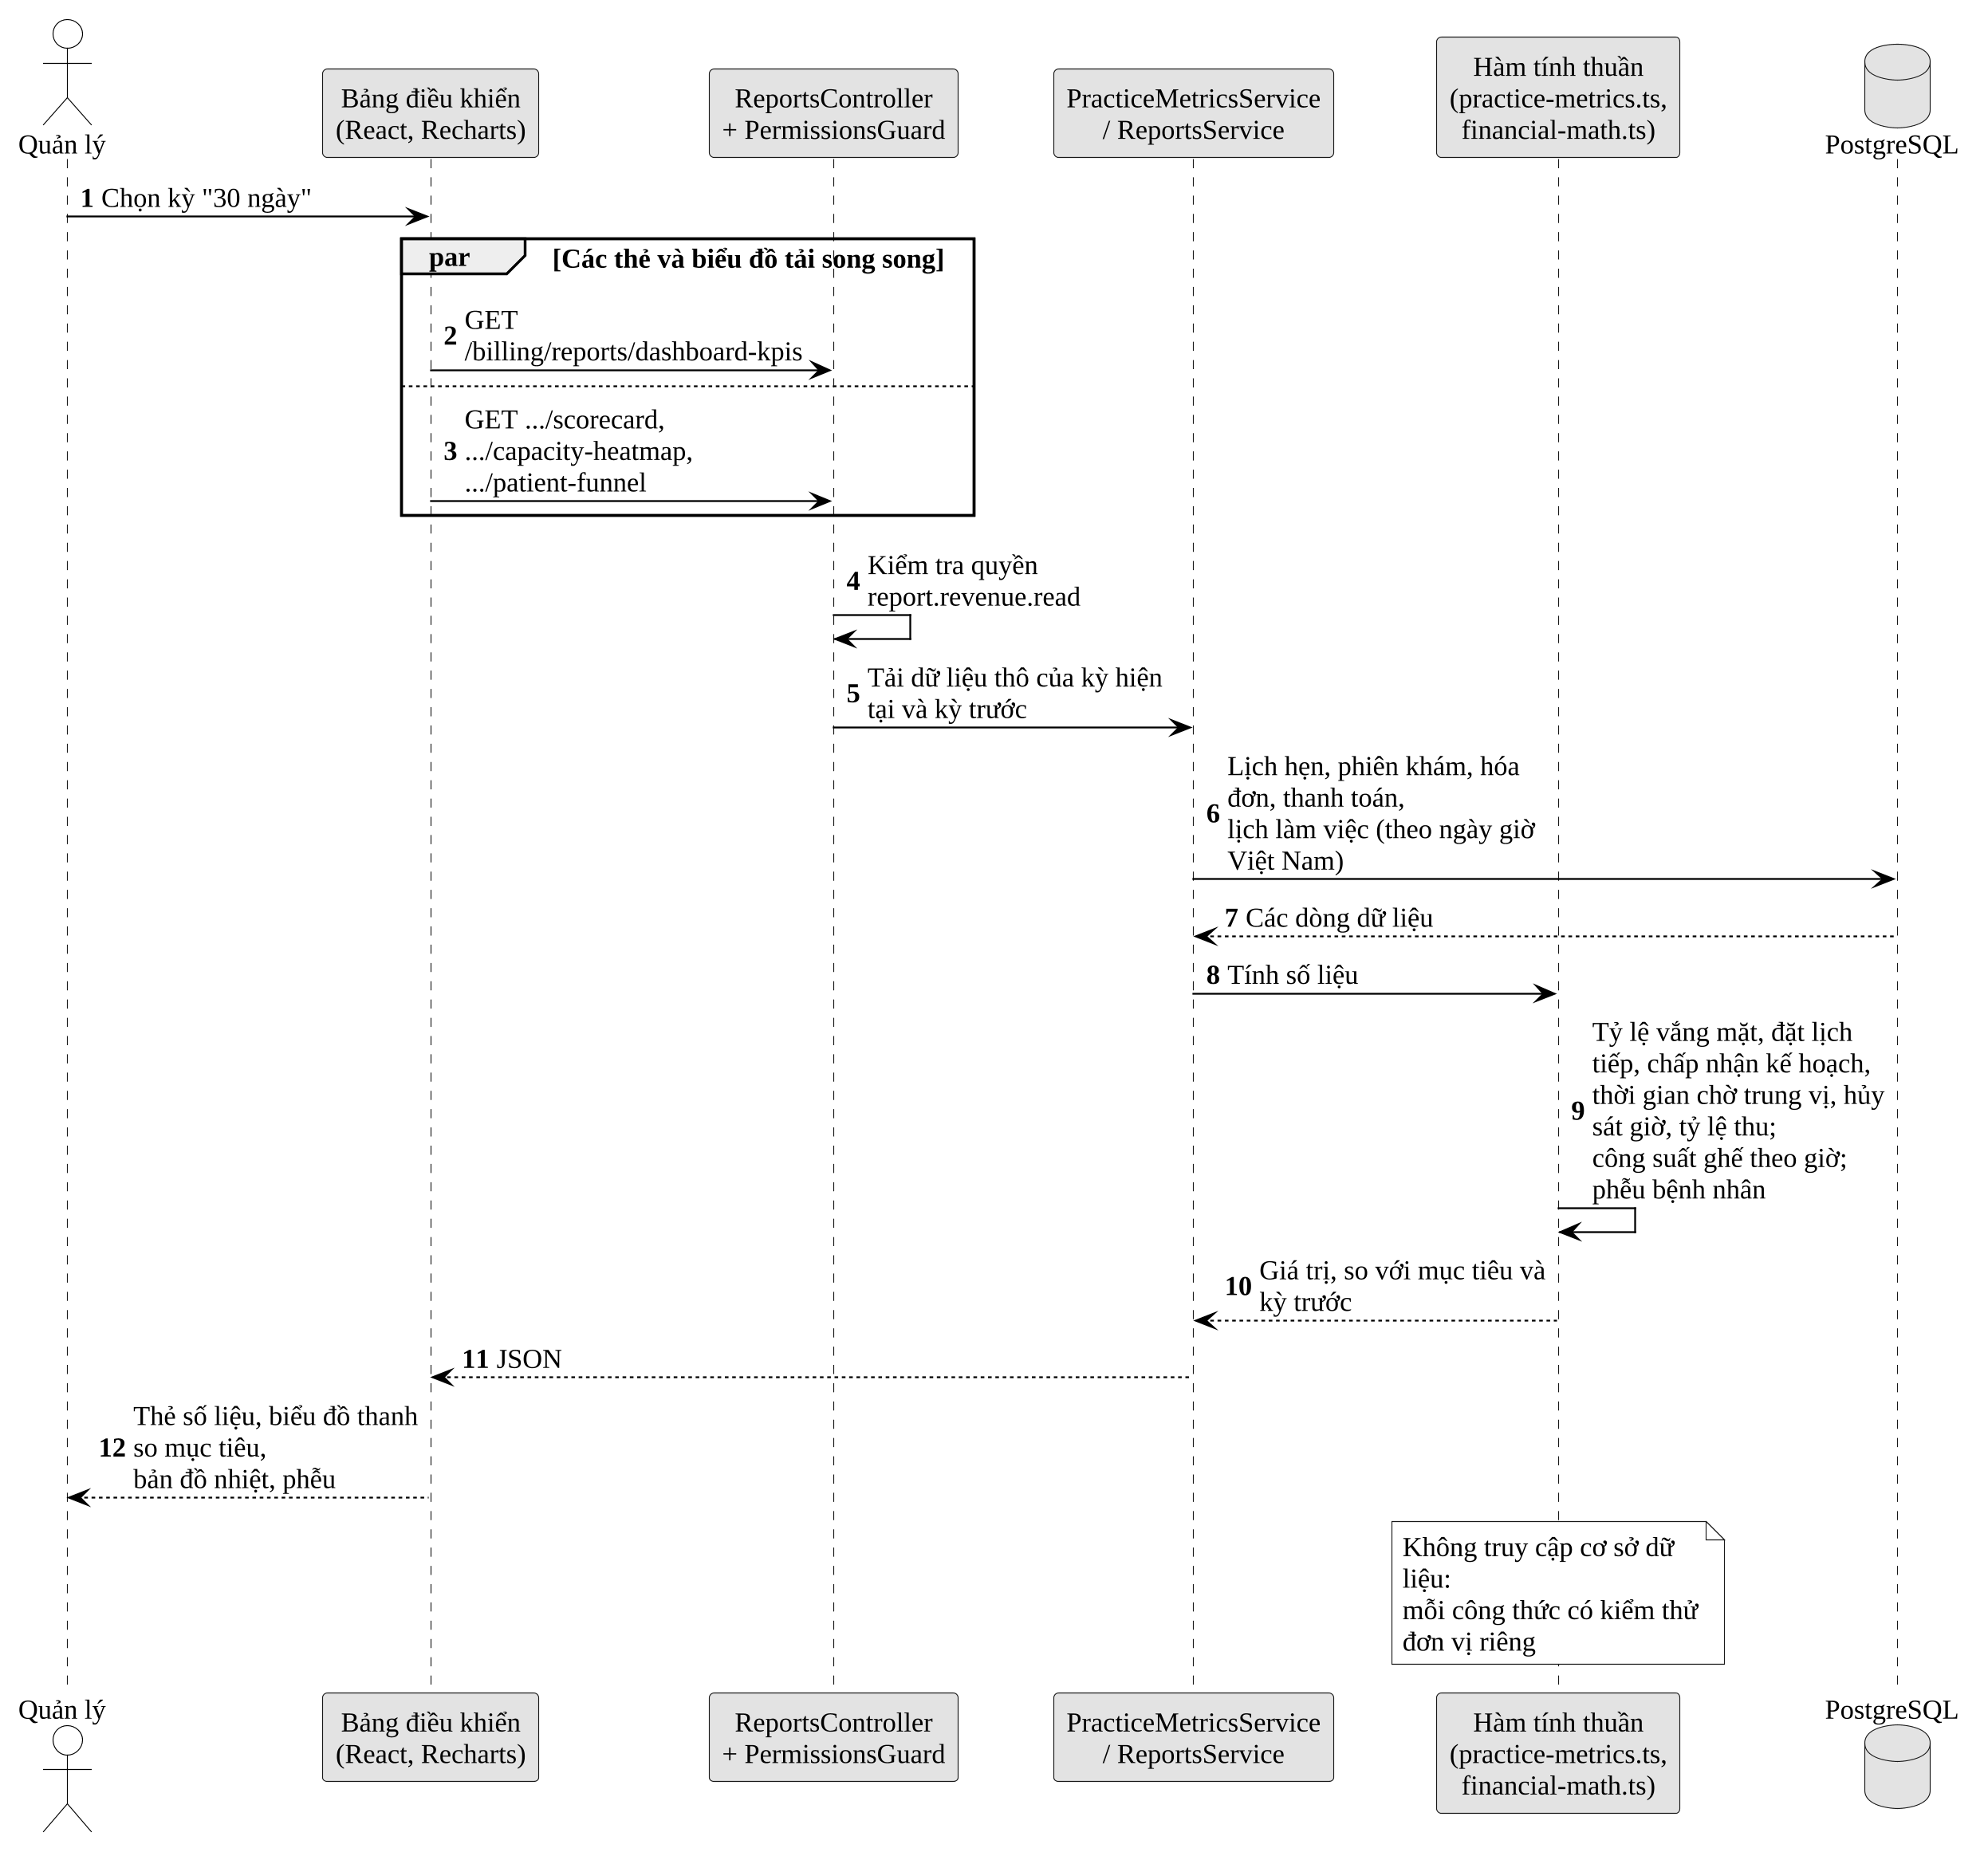 Quản lý
Bảng điều khiển
(React, Recharts)
ReportsController
+ PermissionsGuard
PracticeMetricsService
/ ReportsService
Hàm tính thuần
(practice-metrics.ts,
financial-math.ts)
PostgreSQL
1 Chọn kỳ "30 ngày"
par [Các thẻ và biểu đồ tải song song]
2 GET
/billing/reports/dashboard-kpis
3 GET .../scorecard,
.../capacity-heatmap,
.../patient-funnel
4 Kiểm tra quyền
report.revenue.read
5 Tải dữ liệu thô của kỳ hiện
tại và kỳ trước
6 Lịch hẹn, phiên khám, hóa
đơn, thanh toán,
lịch làm việc (theo ngày giờ
Việt Nam)
7 Các dòng dữ liệu
8 Tính số liệu
9 Tỷ lệ vắng mặt, đặt lịch
tiếp, chấp nhận kế hoạch,
thời gian chờ trung vị, hủy
sát giờ, tỷ lệ thu;
công suất ghế theo giờ;
phễu bệnh nhân
10 Giá trị, so với mục tiêu và
kỳ trước
11 JSON
12 Thẻ số liệu, biểu đồ thanh
so mục tiêu,
bản đồ nhiệt, phễu
Không truy cập cơ sở dữ
liệu:
mỗi công thức có kiểm thử
đơn vị riêng
Quản lý
Bảng điều khiển
(React, Recharts)
ReportsController
+ PermissionsGuard
PracticeMetricsService
/ ReportsService
Hàm tính thuần
(practice-metrics.ts,
financial-math.ts)
PostgreSQL